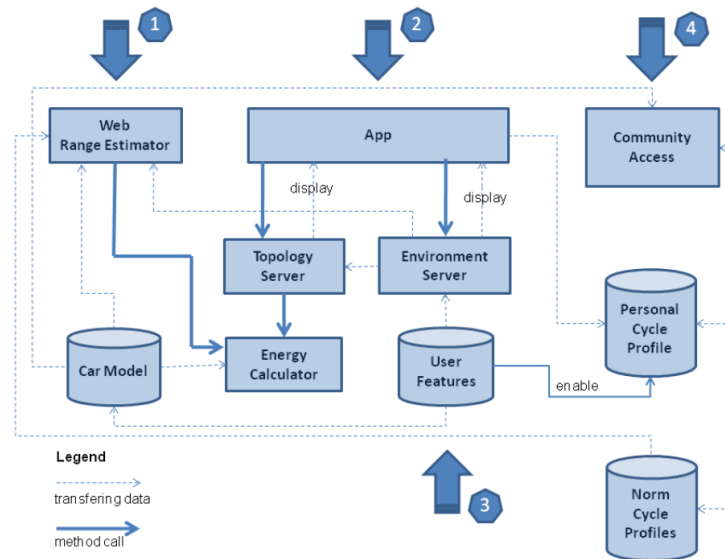 1
2
4
Web
Range Estimator
App
Community
Access
display
display
Topology
Server
Environment
Server
Personal
Cycle
Profile
Car Model
Energy
Calculator
User
Features
enable
Legend
transfering data
method call
3
Norm
Cycle
Profiles